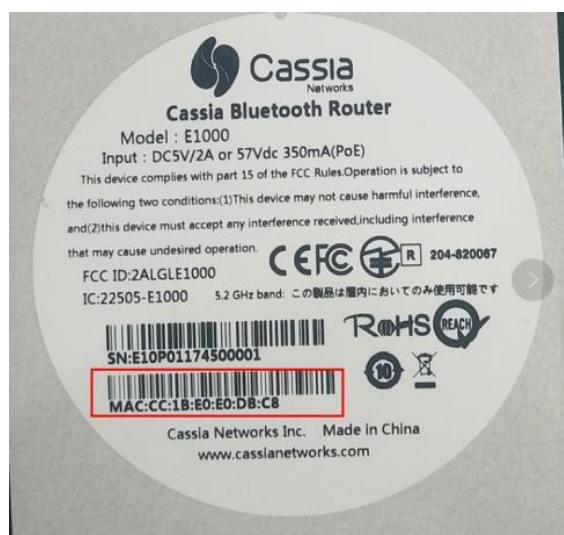 Cassia
Networks
Cassia Bluetooth Router
Model : E1000
Input : DC5V/2A or 57Vdc 350mA(PoE)
This device complies with part 15 of the FCC Rules.Operation is subject to
the following two conditions:(1)This device may not cause harmful interference,
and(2)this device must accept any interference received,including interference
that may cause undesired operation.
CE FC R 204-820067
FCC ID:2ALGLE1000
IC:22505-E1000 5.2 GHz band: この製品は屋内においてのみ使用可能です
RoHS REACH
SN:E10P01174500001
10
MAC:CC:1B:E0:E0:DB:C8
Cassia Networks Inc. Made in China
www.cassianetworks.com